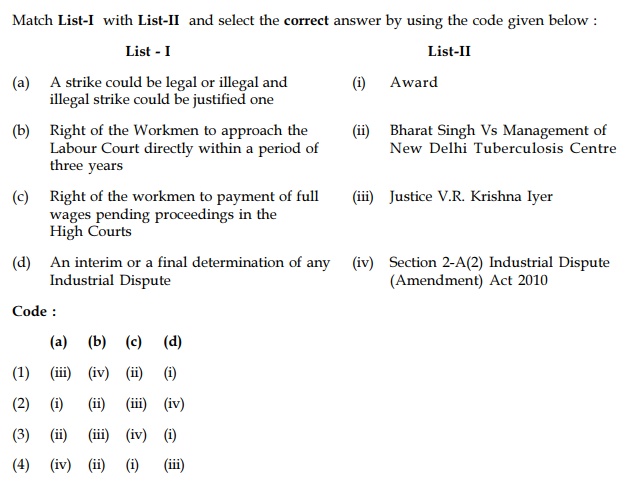 Match List-I with List-II and select the correct answer by using the code given below :
List - I List-II
(a) A strike could be legal or illegal and (i) Award
illegal strike could be justified one
(b) Right of the Workmen to approach the (ii) Bharat Singh Vs Management of
Labour Court directly within a period of New Delhi Tuberculosis Centre
three years
(c) Right of the workmen to payment of full (iii) Justice V.R. Krishna Iyer
wages pending proceedings in the
High Courts
(d) An interim or a final determination of any (iv) Section 2-A(2) Industrial Dispute
Industrial Dispute (Amendment) Act 2010
Code :
(a) (b) (c) (d)
(1) (iii) (iv) (ii) (i)
(2) (i) (ii) (iii) (iv)
(3) (ii) (iii) (iv) (i)
(4) (iv) (ii) (i) (iii)